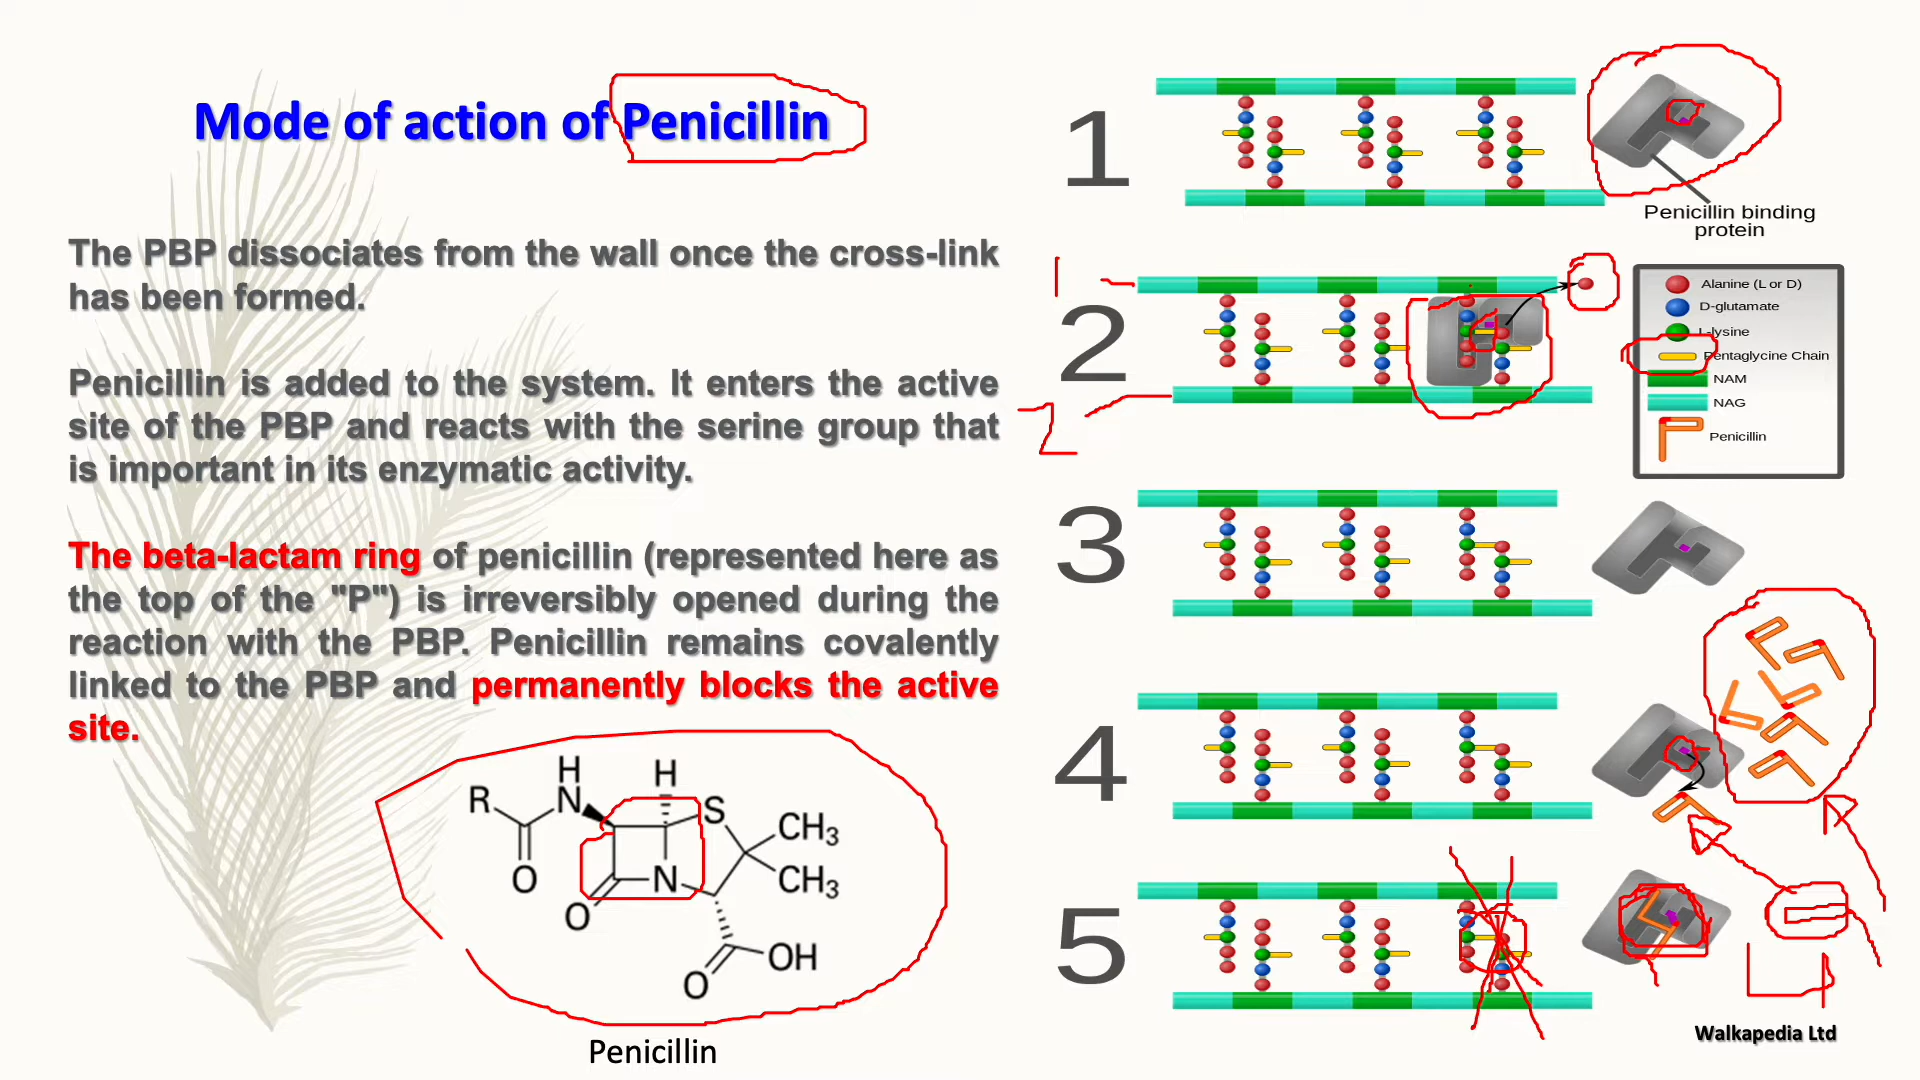 Mode of action of Penicillin
The PBP dissociates from the wall once the cross-link
has been formed.
Penicillin is added to the system. It enters the active
site of the PBP and reacts with the serine group that
is important in its enzymatic activity.
The beta-lactam ring of penicillin (represented here as
the top of the "P") is irreversibly opened during the
reaction with the PBP. Penicillin remains covalently
linked to the PBP and permanently blocks the active
site.
R
H
N
O
H
S
CH3
CH3
N
O
OH
O
Penicillin
1
Penicillin binding
protein
2
1
2
Alanine (L or D)
D-glutamate
L-lysine
Pentaglycine Chain
NAM
NAG
Penicillin
3
4
5
Walkapedia Ltd